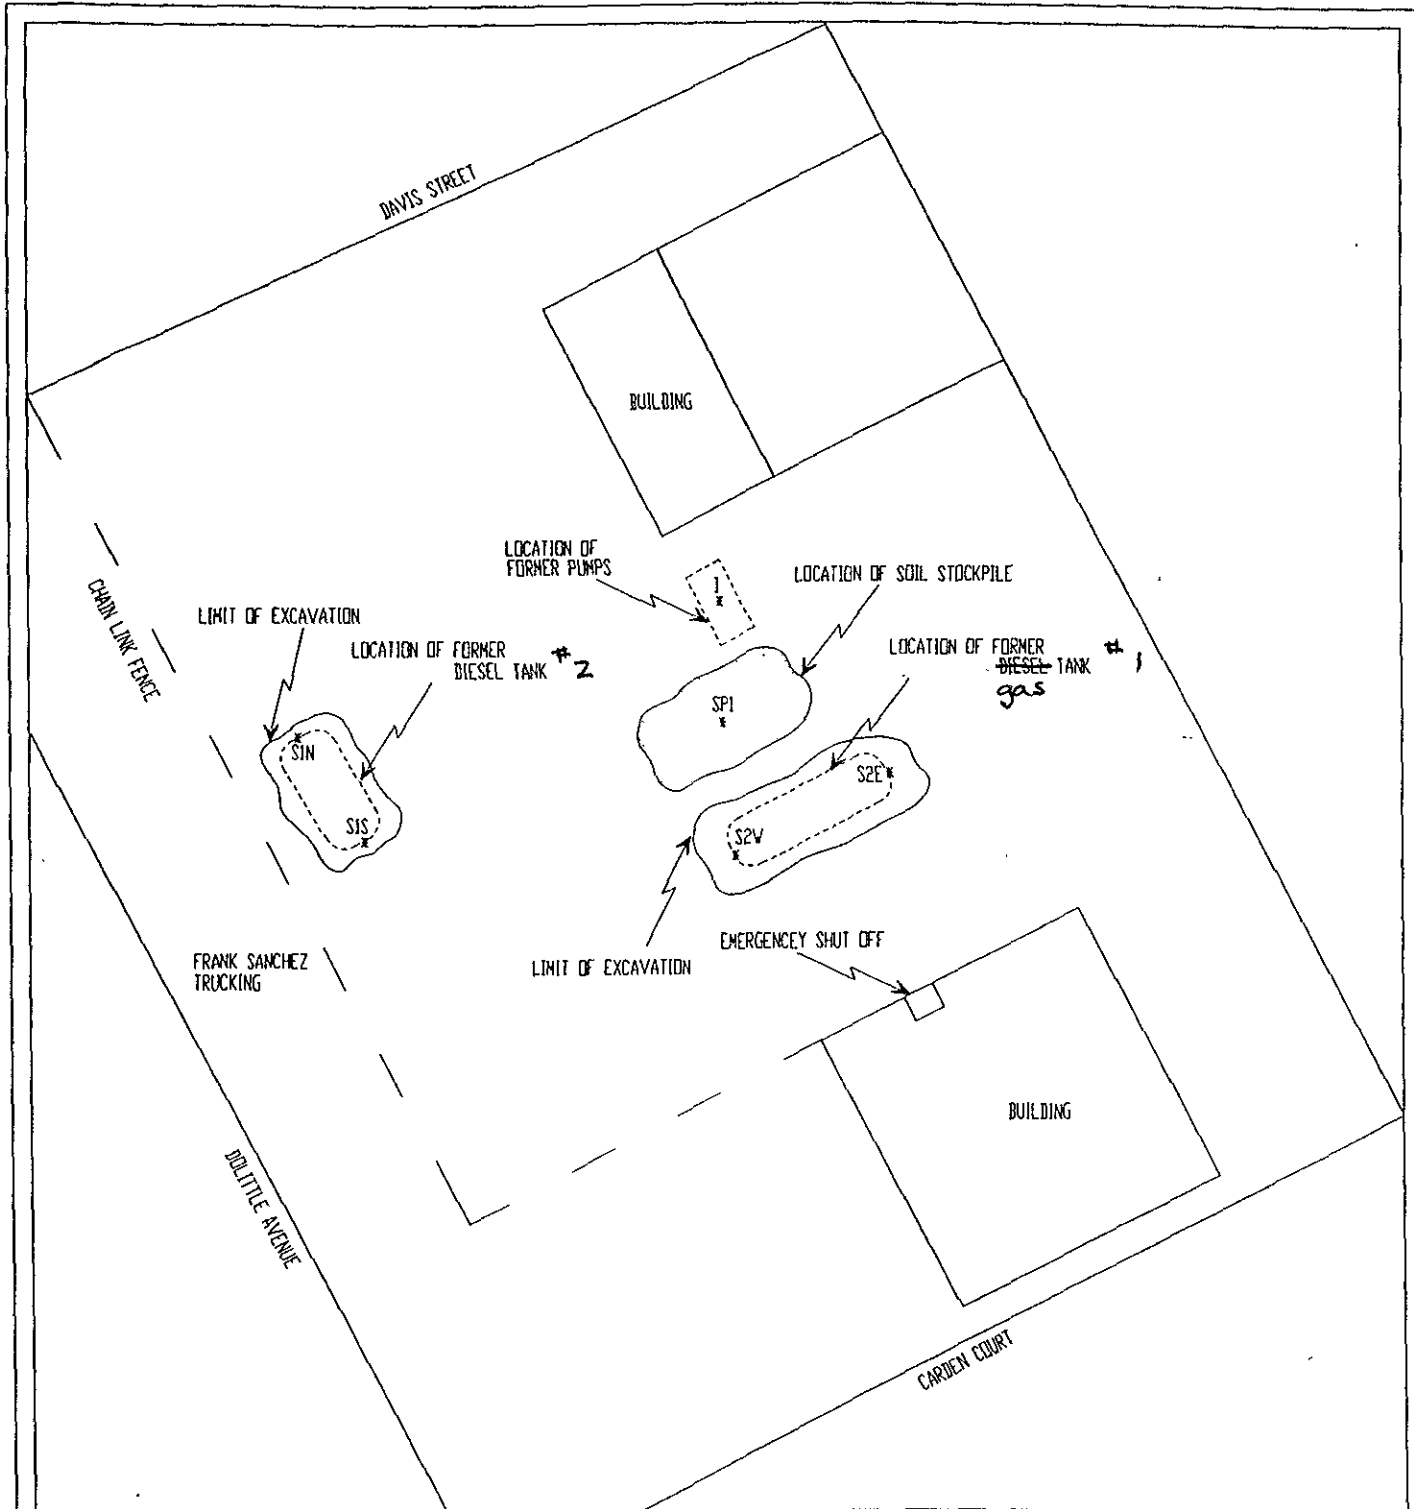 DAVIS STREET
BUILDING
LOCATION OF
FORMER PUMPS
1
LOCATION OF SOIL STOCKPILE
CHAIN LINK FENCE
LIMIT OF EXCAVATION
LOCATION OF FORMER
DIESEL TANK #2
LOCATION OF FORMER
DIESEL TANK #1
gas
SP1
S1N
S1S
S2E
S2W
EMERGENCEY SHUT OFF
LIMIT OF EXCAVATION
FRANK SANCHEZ
TRUCKING
BUILDING
DOLITTLE AVENUE
CARDEN COURT